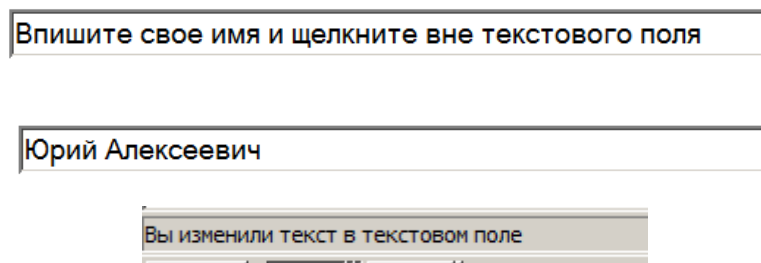 Впишите свое имя и щелкните вне текстового поля
Юрий Алексеевич
Вы изменили текст в текстовом поле